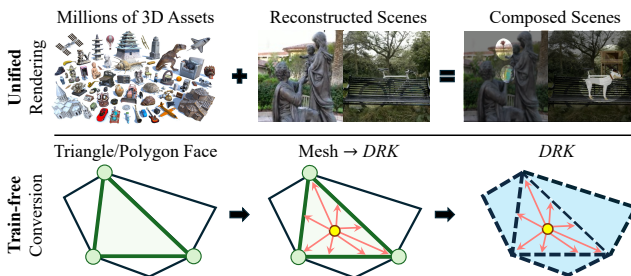 Millions of 3D Assets
Reconstructed Scenes
Composed Scenes
Unified
Rendering
Triangle/Polygon Face
Mesh → DRK
DRK
Train-free
Conversion